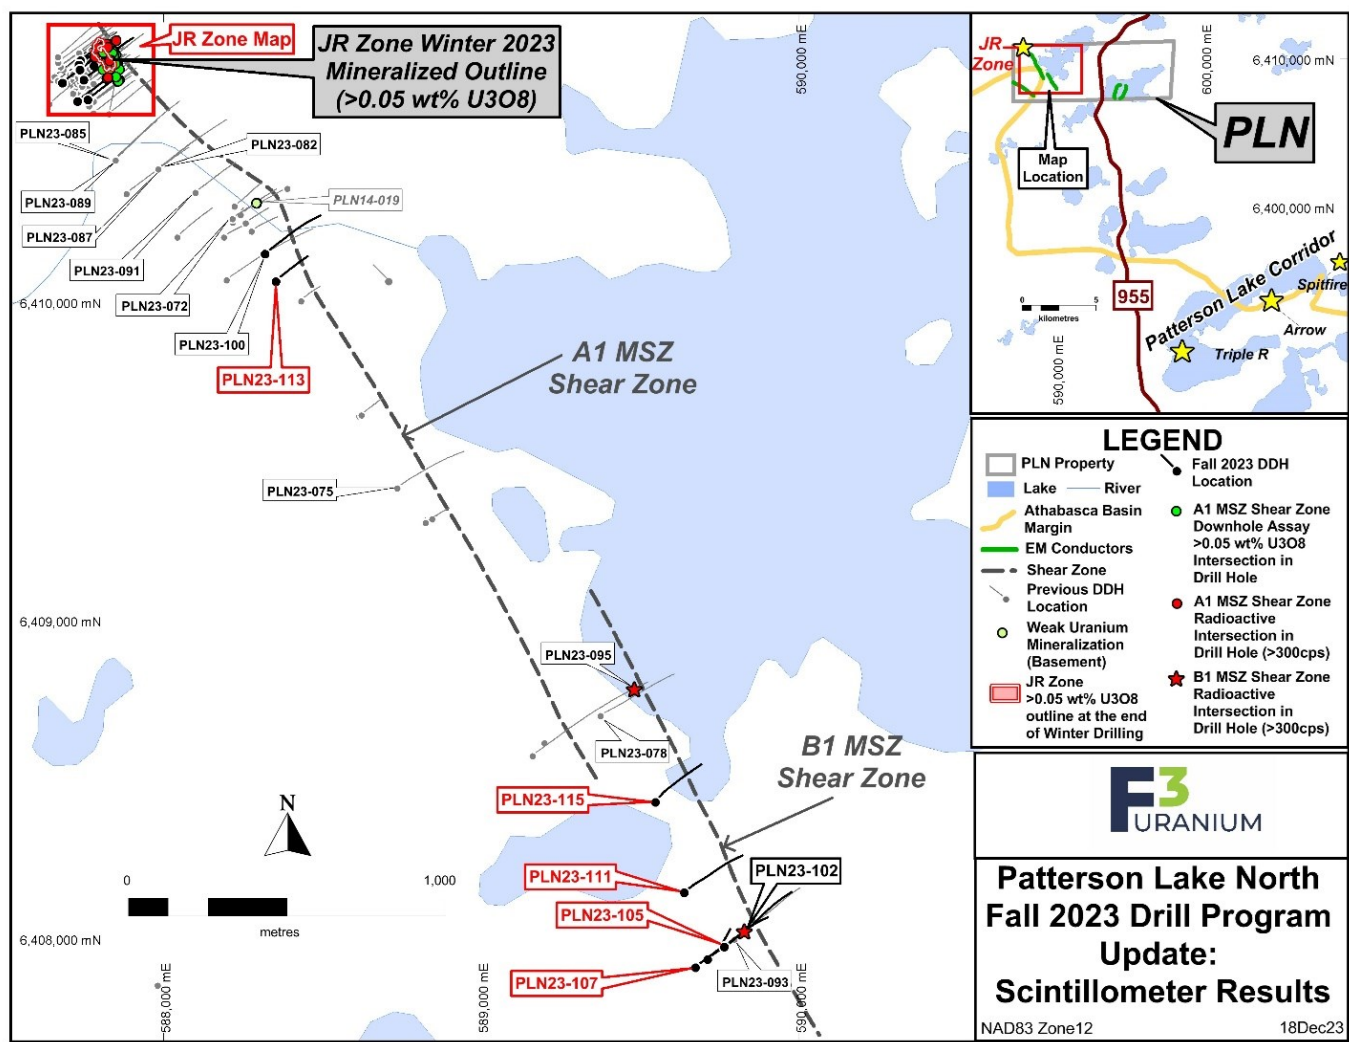 JR Zone Map
JR Zone Winter 2023
Mineralized Outline
(>0.05 wt% U3O8)
PLN23-085
PLN23-082
PLN23-089
PLN14-019
PLN23-087
PLN23-091
PLN23-072
6,410,000 mN
PLN23-100
PLN23-113
A1 MSZ
Shear Zone
PLN23-075
6,409,000 mN
PLN23-095
PLN23-078
B1 MSZ
Shear Zone
PLN23-115
N
PLN23-111
PLN23-102
0
1,000
metres
PLN23-105
6,408,000 mN
PLN23-107
PLN23-093
588,000 mE
589,000 mE
590,000 mE
590,000 mE
JR
Zone
600,000 mE
6,410,000 mN
PLN
Map
Location
6,400,000 mN
Patterson Lake Corridor
Spitfire
955
0
5
kilometres
Arrow
Triple R
590,000 mE
LEGEND
PLN Property
Lake
River
Athabasca Basin
Margin
EM Conductors
Shear Zone
Previous DDH
Location
Weak Uranium
Mineralization
(Basement)
JR Zone
>0.05 wt% U3O8
outline at the end
of Winter Drilling
Fall 2023 DDH
Location
A1 MSZ Shear Zone
Downhole Assay
>0.05 wt% U3O8
Intersection in
Drill Hole
A1 MSZ Shear Zone
Radioactive
Intersection in
Drill Hole (>300cps)
B1 MSZ Shear Zone
Radioactive
Intersection in
Drill Hole (>300cps)
F3
URANIUM
Patterson Lake North
Fall 2023 Drill Program
Update:
Scintillometer Results
NAD83 Zone12
18Dec23